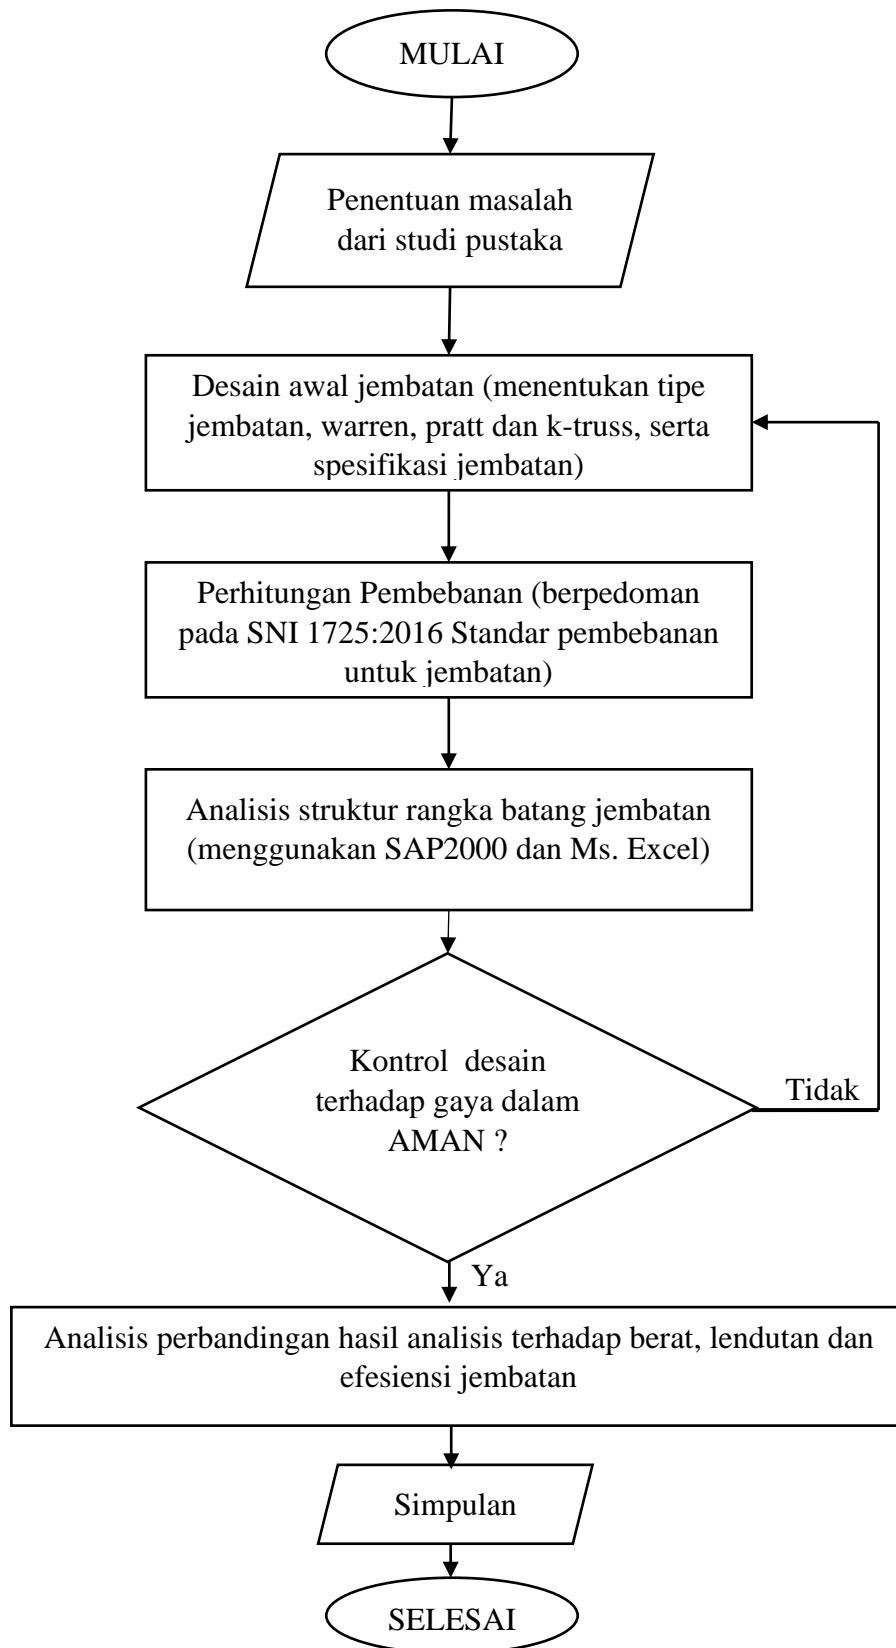 MULAI
Penentuan masalah
dari studi pustaka
Desain awal jembatan (menentukan tipe
jembatan, warren, pratt dan k-truss, serta
spesifikasi jembatan)
Perhitungan Pembebanan (berpedoman
pada SNI 1725:2016 Standar pembebanan
untuk jembatan)
Analisis struktur rangka batang jembatan
(menggunakan SAP2000 dan Ms. Excel)
Kontrol desain
terhadap gaya dalam
AMAN ?
Tidak
Ya
Analisis perbandingan hasil analisis terhadap berat, lendutan dan
efesiensi jembatan
Simpulan
SELESAI